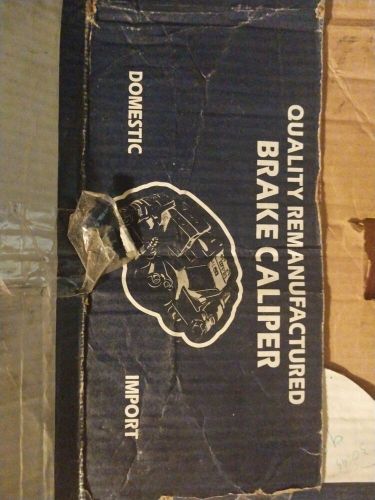 QUALITY REMANUFACTURED
BRAKE CALIPER
DOMESTIC
IMPORT